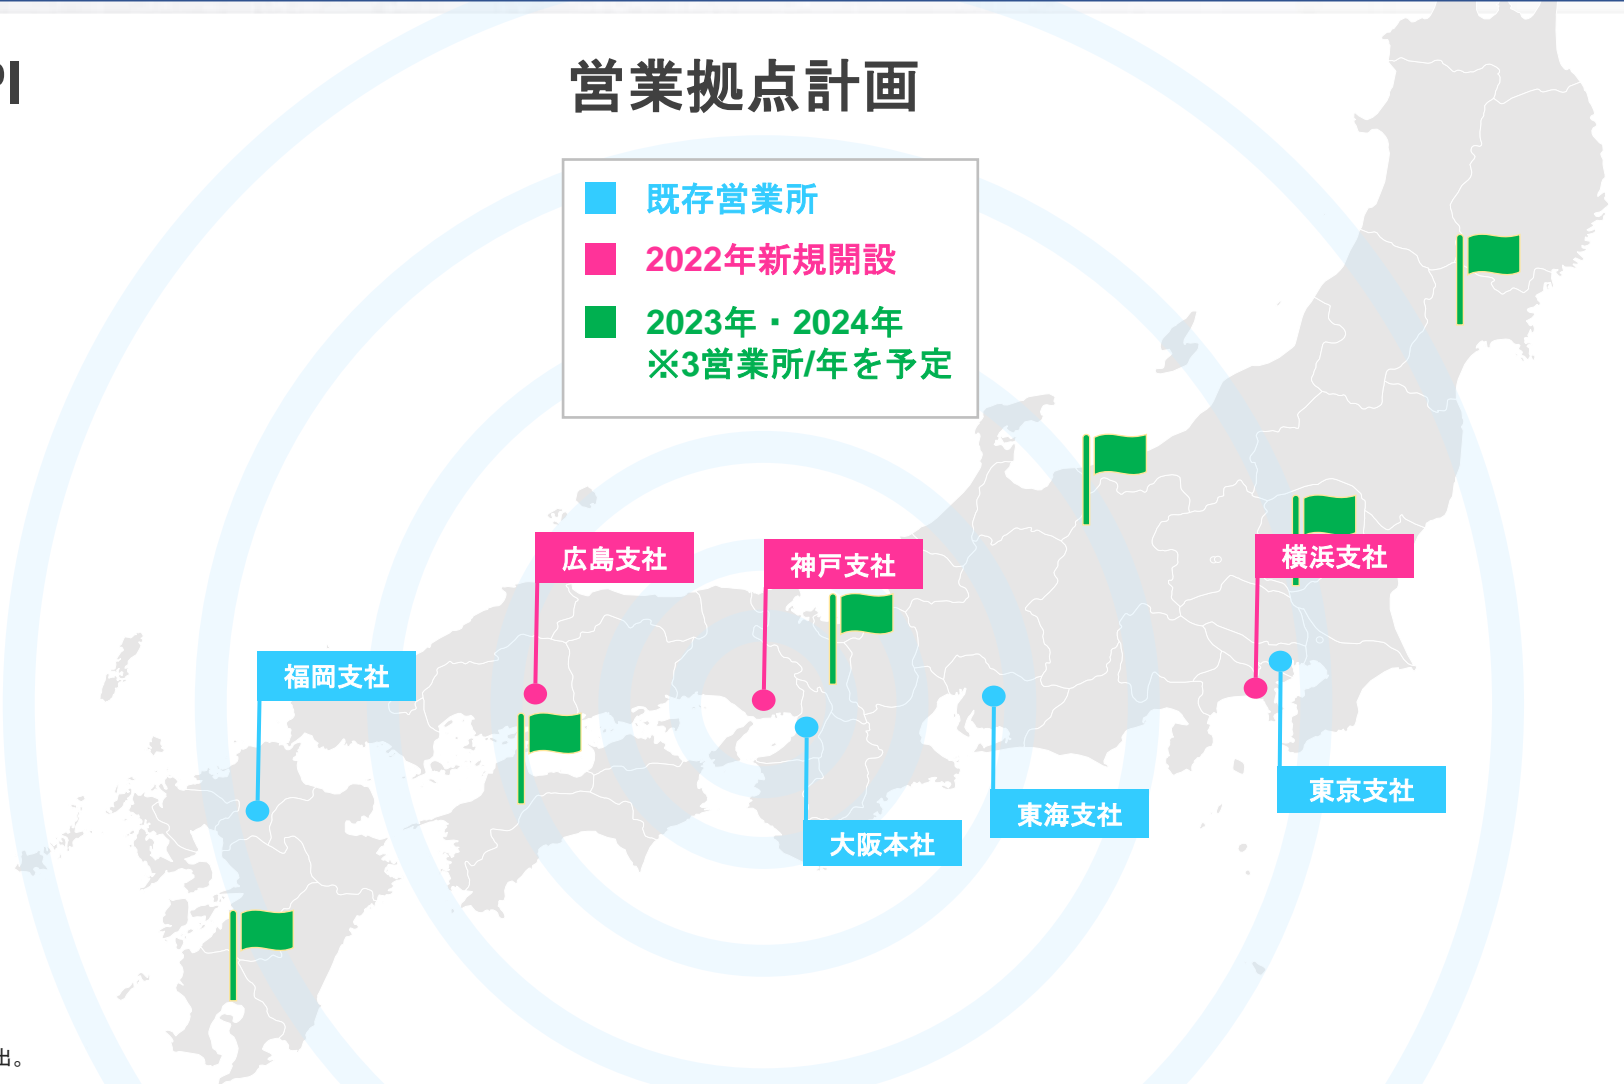 PI
営業拠点計画
既存営業所
2022年新規開設
2023年・2024年
※3営業所/年を予定
広島支社
神戸支社
横浜支社
福岡支社
東京支社
東海支社
大阪本社
出。